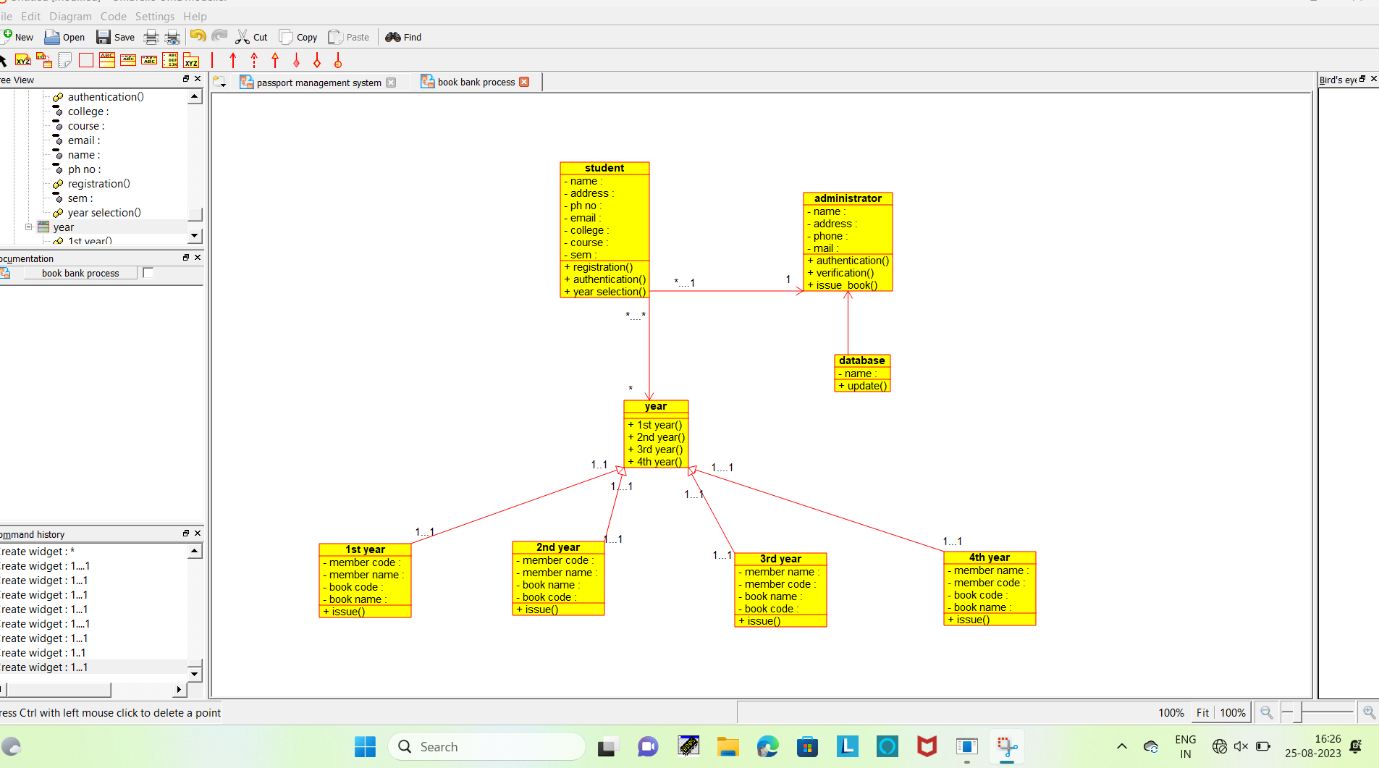 ile Edit Diagram Code Settings Help
New Open Save Cut Copy Paste Find
ree View
passport management system
book bank process
Bird's eye
authentication()
college :
course :
email :
name :
ph no :
registration()
sem :
year selection()
year
1st year()
ocumentation
book bank process
ommand history
reate widget : *
reate widget : 1....1
reate widget : 1...1
reate widget : 1...1
reate widget : 1...1
reate widget : 1....1
reate widget : 1...1
reate widget : 1..1
reate widget : 1...1
student
- name :
- address :
- ph no :
- email :
- college :
- course :
- sem :
+ registration()
+ authentication()
+ year selection()
administrator
- name :
- address :
- phone :
- mail :
+ authentication()
+ verification()
+ issue_book()
*....1
1
*....*
*
database
- name :
+ update()
year
+ 1st year()
+ 2nd year()
+ 3rd year()
+ 4th year()
1..1
1....1
1...1
1....1
1...1
1...1
1...1
1...1
1st year
- member code :
- member name :
- book code :
- book name :
+ issue()
2nd year
- member code :
- member name :
- book name :
- book code :
+ issue()
3rd year
- member name :
- member code :
- book name :
- book code :
+ issue()
4th year
- member name :
- member code :
- book code :
- book name :
+ issue()
ress Ctrl with left mouse click to delete a point
100% Fit 100%
Search
ENG
IN
16:26
25-08-2023